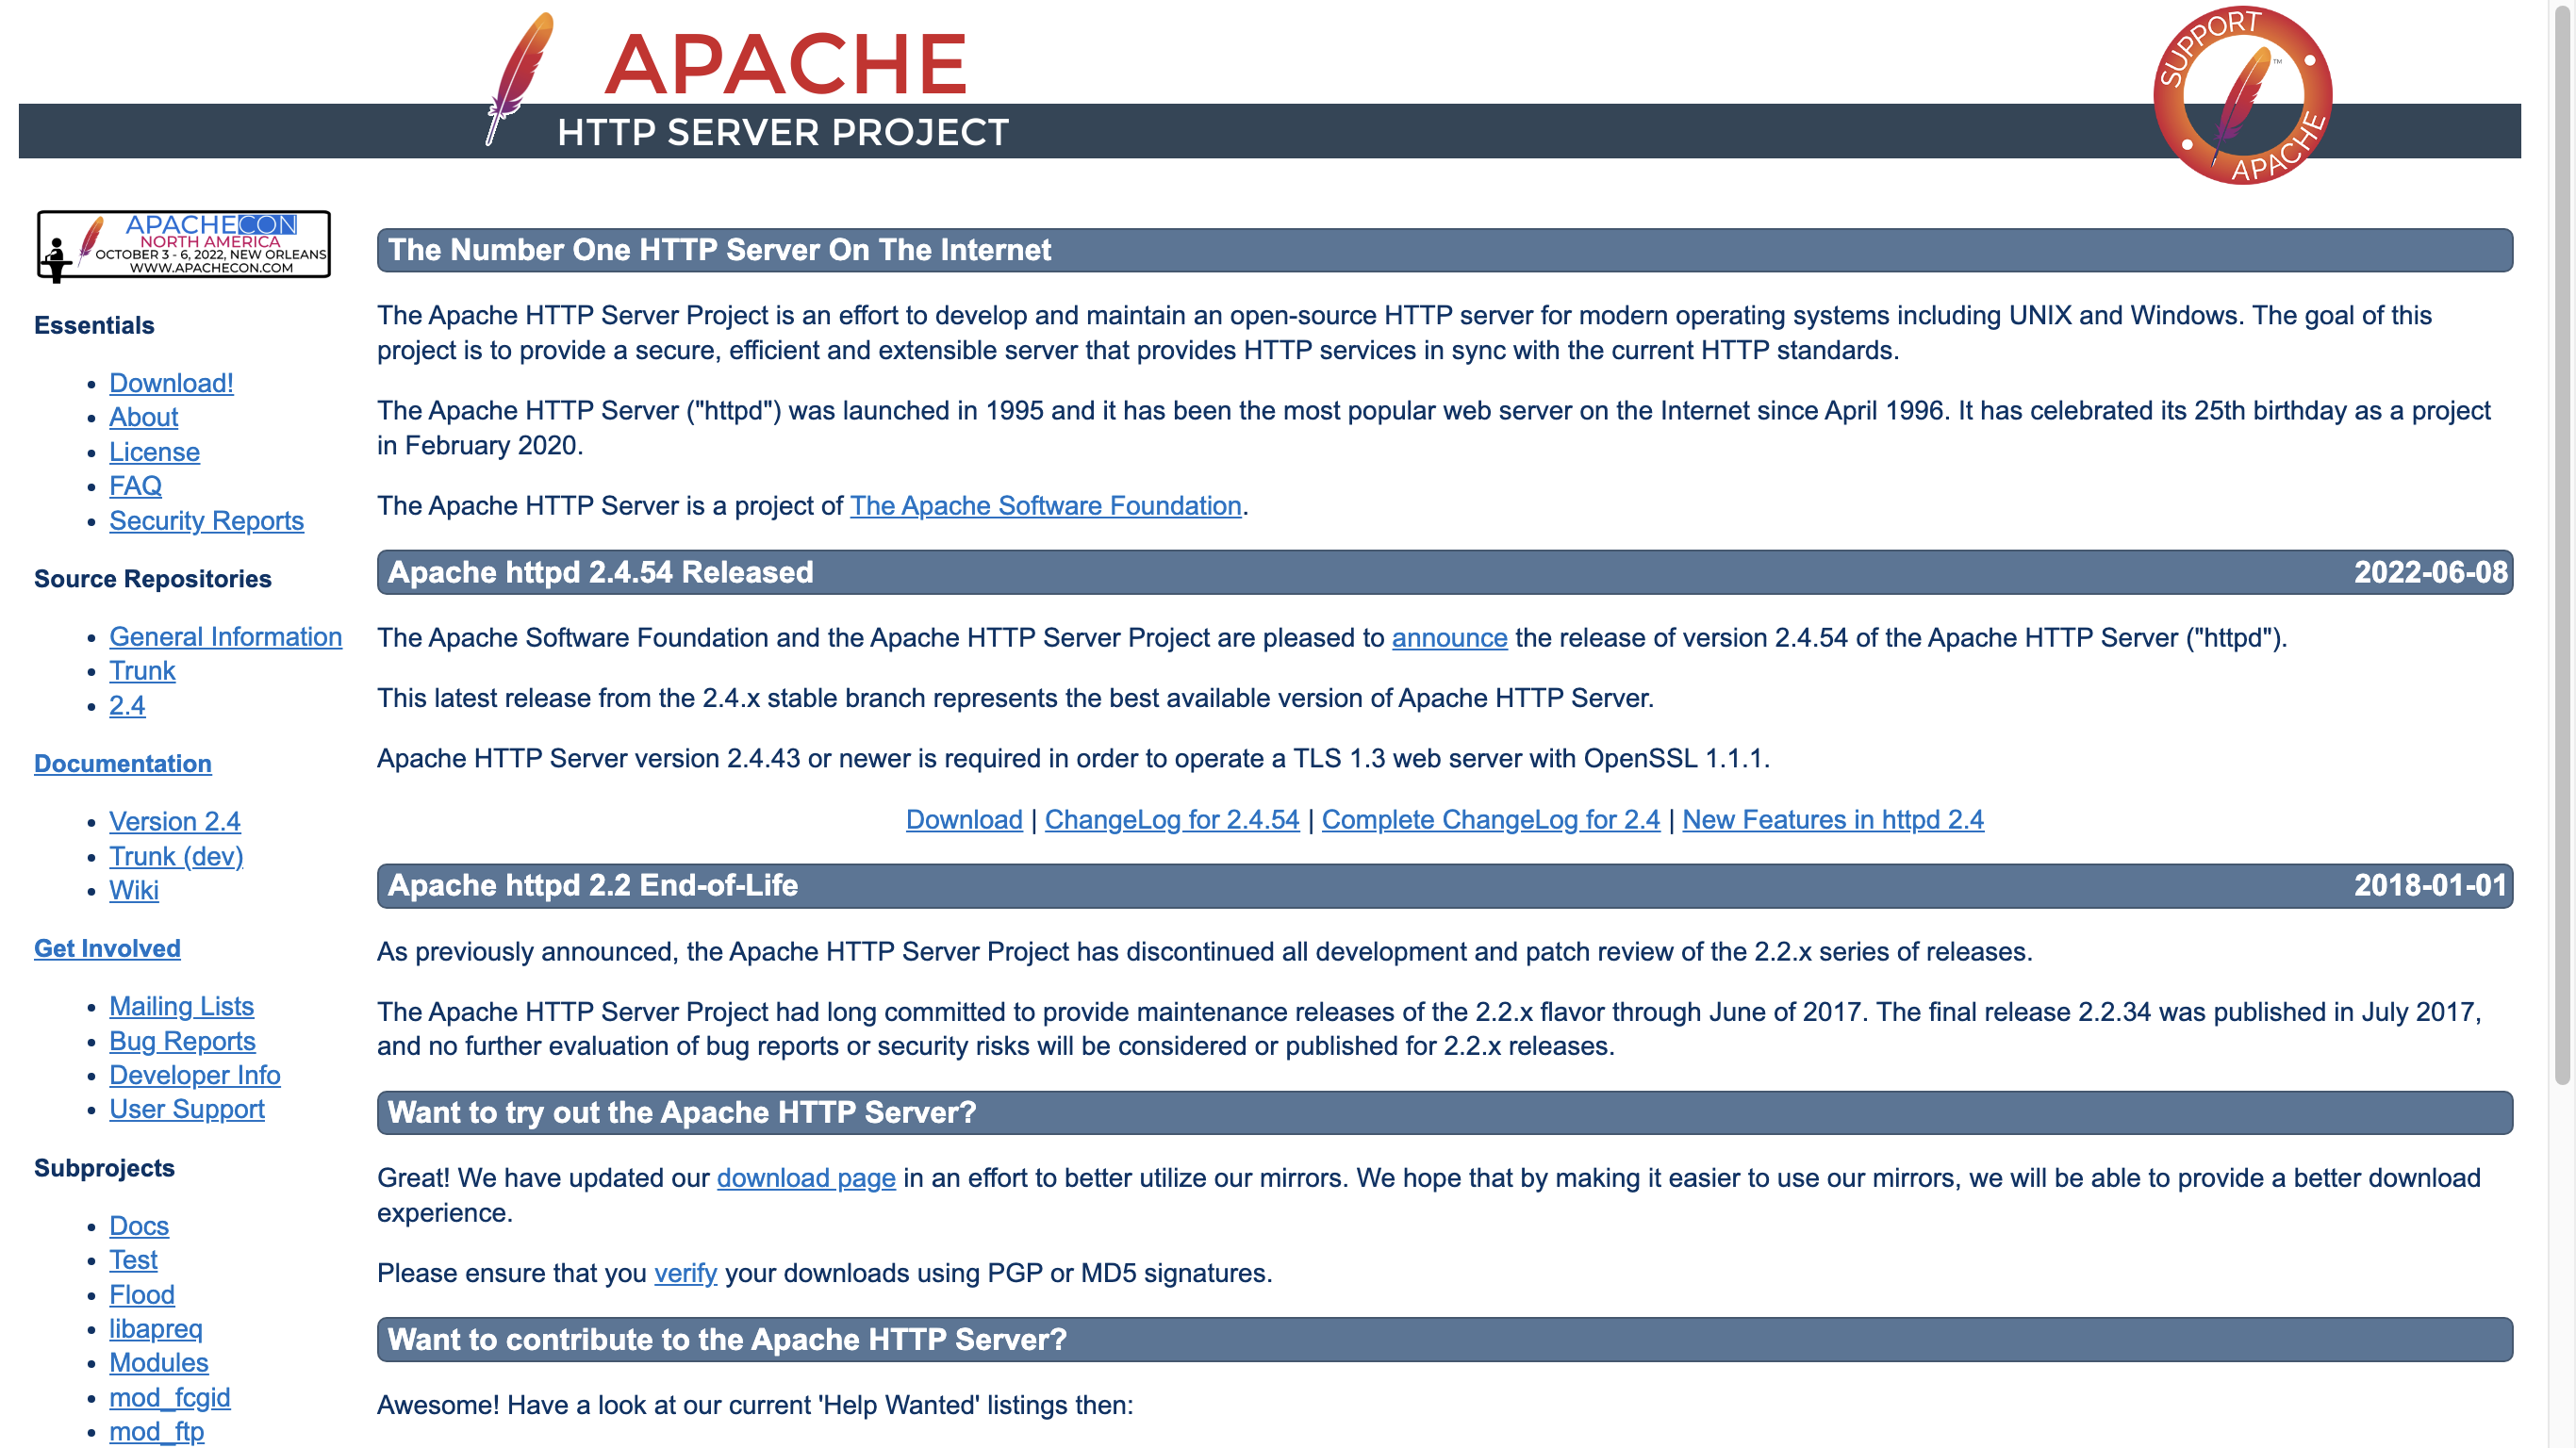 APACHE
HTTP SERVER PROJECT
SUPPORT
APACHE
TM
APACHECON
NORTH AMERICA
OCTOBER 3 - 6, 2022, NEW ORLEANS
WWW.APACHECON.COM
Essentials
Download!
About
License
FAQ
Security Reports
Source Repositories
General Information
Trunk
2.4
Documentation
Version 2.4
Trunk (dev)
Wiki
Get Involved
Mailing Lists
Bug Reports
Developer Info
User Support
Subprojects
Docs
Test
Flood
libapreq
Modules
mod_fcgid
mod_ftp
The Number One HTTP Server On The Internet
The Apache HTTP Server Project is an effort to develop and maintain an open-source HTTP server for modern operating systems including UNIX and Windows. The goal of this
project is to provide a secure, efficient and extensible server that provides HTTP services in sync with the current HTTP standards.
The Apache HTTP Server ("httpd") was launched in 1995 and it has been the most popular web server on the Internet since April 1996. It has celebrated its 25th birthday as a project
in February 2020.
The Apache HTTP Server is a project of The Apache Software Foundation.
Apache httpd 2.4.54 Released 2022-06-08
The Apache Software Foundation and the Apache HTTP Server Project are pleased to announce the release of version 2.4.54 of the Apache HTTP Server ("httpd").
This latest release from the 2.4.x stable branch represents the best available version of Apache HTTP Server.
Apache HTTP Server version 2.4.43 or newer is required in order to operate a TLS 1.3 web server with OpenSSL 1.1.1.
Download | ChangeLog for 2.4.54 | Complete ChangeLog for 2.4 | New Features in httpd 2.4
Apache httpd 2.2 End-of-Life 2018-01-01
As previously announced, the Apache HTTP Server Project has discontinued all development and patch review of the 2.2.x series of releases.
The Apache HTTP Server Project had long committed to provide maintenance releases of the 2.2.x flavor through June of 2017. The final release 2.2.34 was published in July 2017,
and no further evaluation of bug reports or security risks will be considered or published for 2.2.x releases.
Want to try out the Apache HTTP Server?
Great! We have updated our download page in an effort to better utilize our mirrors. We hope that by making it easier to use our mirrors, we will be able to provide a better download
experience.
Please ensure that you verify your downloads using PGP or MD5 signatures.
Want to contribute to the Apache HTTP Server?
Awesome! Have a look at our current 'Help Wanted' listings then: